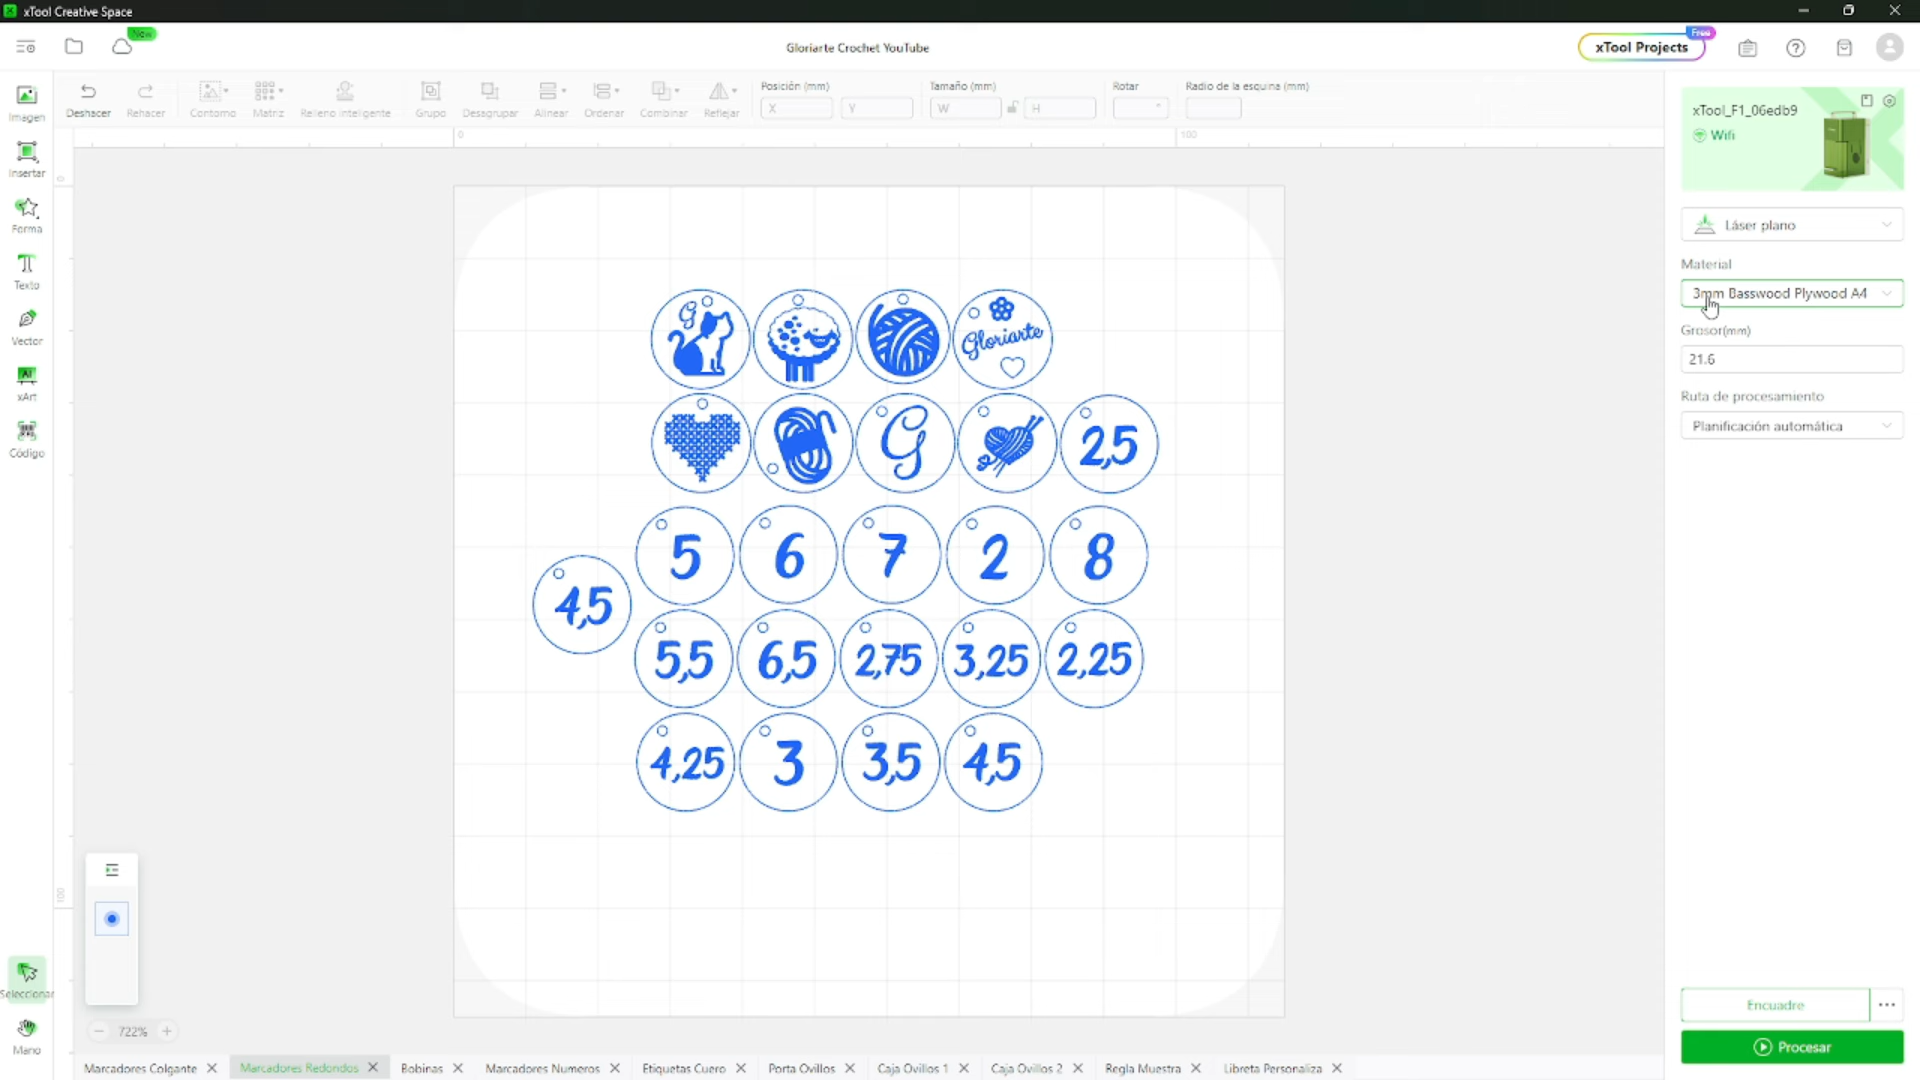 xTool Creative Space
New
Gloriarte Crochet YouTube
xTool Projects
Free
Imagen
Insertar
Forma
Texto
Vector
xArt
Código
Seleccionar
Mano
Deshacer
Rehacer
Contorno
Matriz
Relleno inteligente
Grupo
Desagrupar
Alinear
Ordenar
Combinar
Reflejar
Posición (mm)
X
Y
Tamaño (mm)
W
H
Rotar
°
Radio de la esquina (mm)
0
100
0
100
G
Gloriarte
G
2,5
5
6
7
2
8
4,5
5,5
6,5
2,75
3,25
2,25
4,25
3
3,5
4,5
722%
xTool_F1_06edb9
Wifi
Láser plano
Material
3mm Basswood Plywood A4
Grosor(mm)
21.6
Ruta de procesamiento
Planificación automática
Encuadre
Procesar
Marcadores Colgante
Marcadores Redondos
Bobinas
Marcadores Numeros
Etiquetas Cuero
Porta Ovillos
Caja Ovillos 1
Caja Ovillos 2
Regla Muestra
Libreta Personaliza